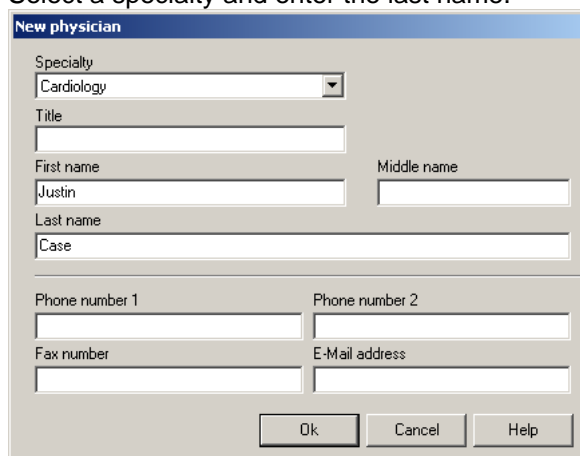 Select a specialty and enter the last name.
New physician
Specialty
Cardiology
Title
First name Middle name
Justin
Last name
Case
Phone number 1 Phone number 2
Fax number E-Mail address
Ok Cancel Help